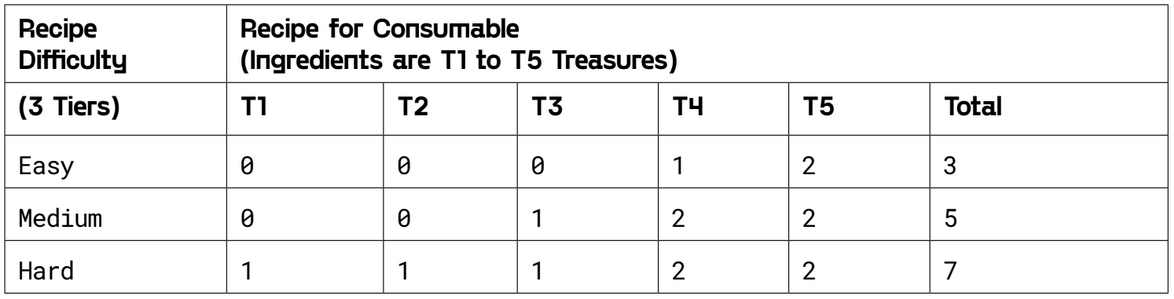 Recipe Difficulty
Recipe for Consumable
(Ingredients are T1 to T5 Treasures)
(3 Tiers) T1 T2 T3 T4 T5 Total
Easy 0 0 0 1 2 3
Medium 0 0 1 2 2 5
Hard 1 1 1 2 2 7